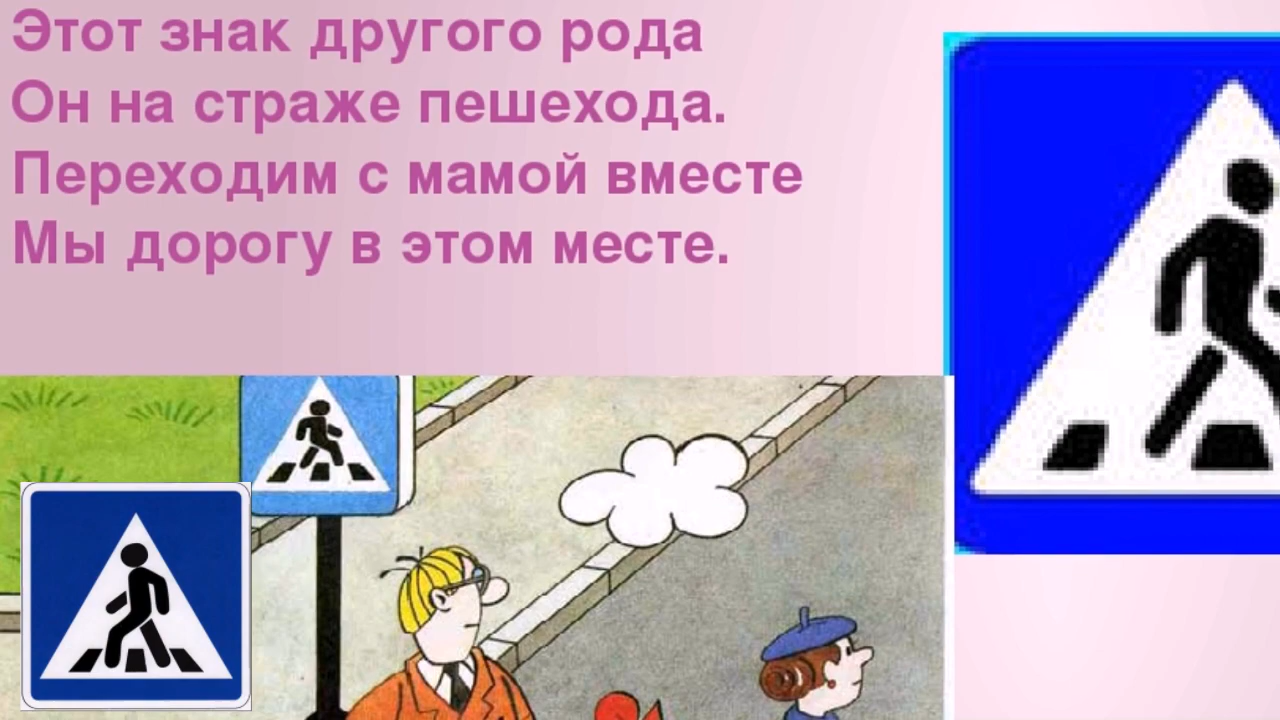 Этот знак другого рода
Он на страже пешехода.
Переходим с мамой вместе
Мы дорогу в этом месте.